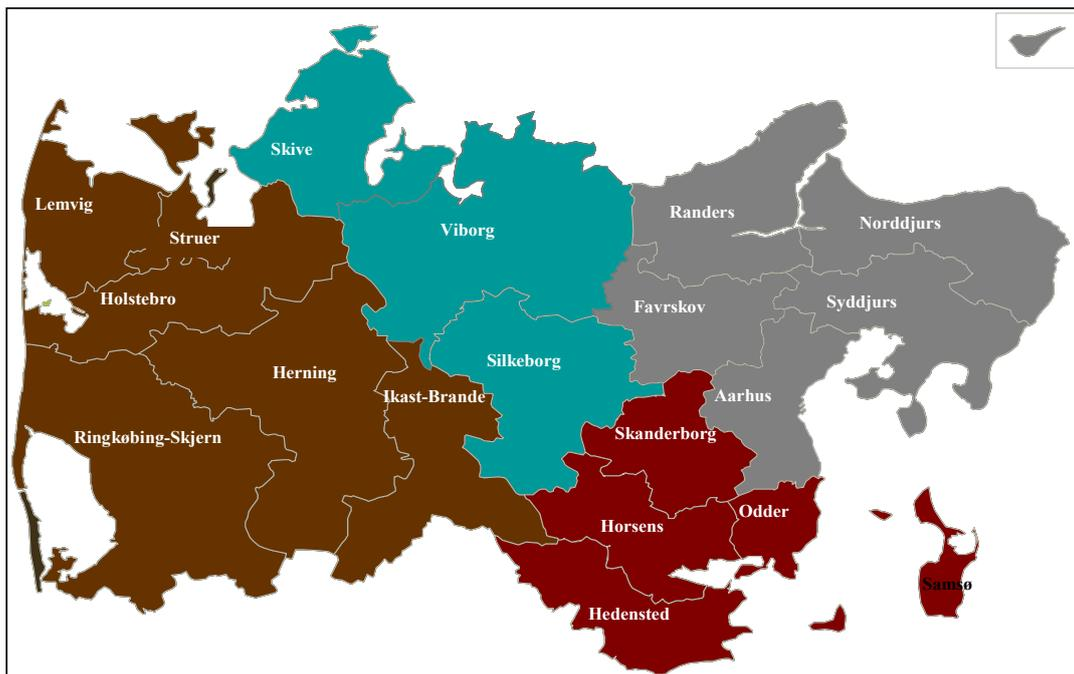 Skive
Lemvig
Randers
Norddjurs
Viborg
Struer
Holstebro
Favrskov
Syddjurs
Silkeborg
Herning
Ikast-Brande
Aarhus
Skanderborg
Ringkøbing-Skjern
Odder
Horsens
Samsø
Hedensted